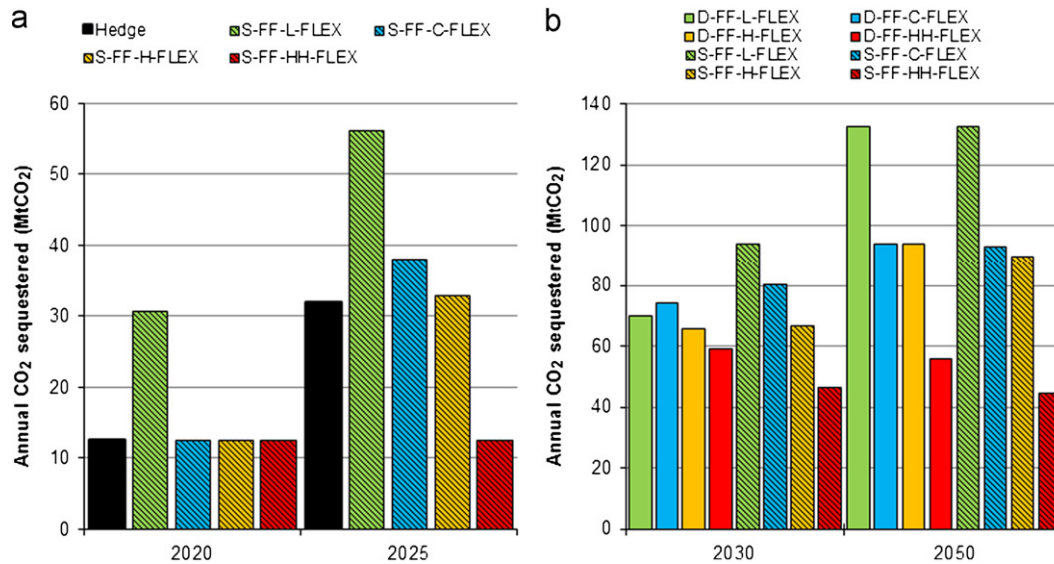 a
Hedge S-FF-L-FLEX S-FF-C-FLEX
S-FF-H-FLEX S-FF-HH-FLEX
Annual CO2 sequestered (MtCO2)
60
50
40
30
20
10
0
2020 2025
b
D-FF-L-FLEX D-FF-C-FLEX
D-FF-H-FLEX D-FF-HH-FLEX
S-FF-L-FLEX S-FF-C-FLEX
S-FF-H-FLEX S-FF-HH-FLEX
Annual CO2 sequestered (MtCO2)
140
120
100
80
60
40
20
0
2030 2050